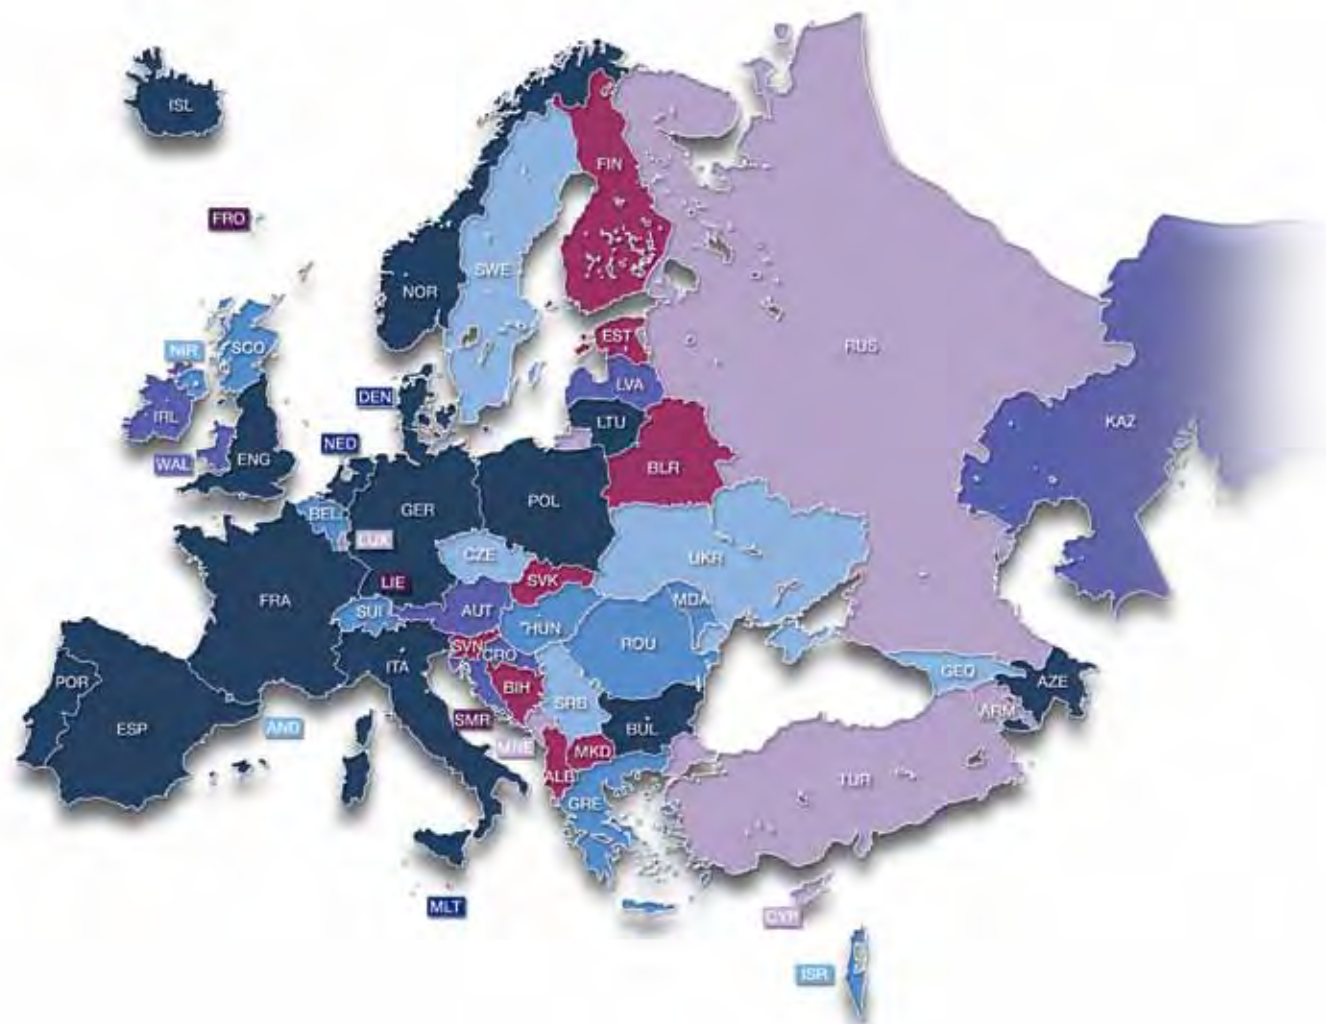 ISL
FRO
FIN
SWE
NOR
EST
RUS
SCO
NIR
LVA
DEN
IRL
LTU
KAZ
NED
WAL
ENG
BLR
POL
GER
BEL
LUX
CZE
UKR
LIE
SVK
FRA
MDA
SUI
AUT
HUN
ROU
SVN
CRO
ITA
GEO
POR
AZE
BIH
SRB
ARM
SMR
AND
ESP
BUL
MNE
MKD
ALB
TUR
GRE
MLT
CYP
ISR